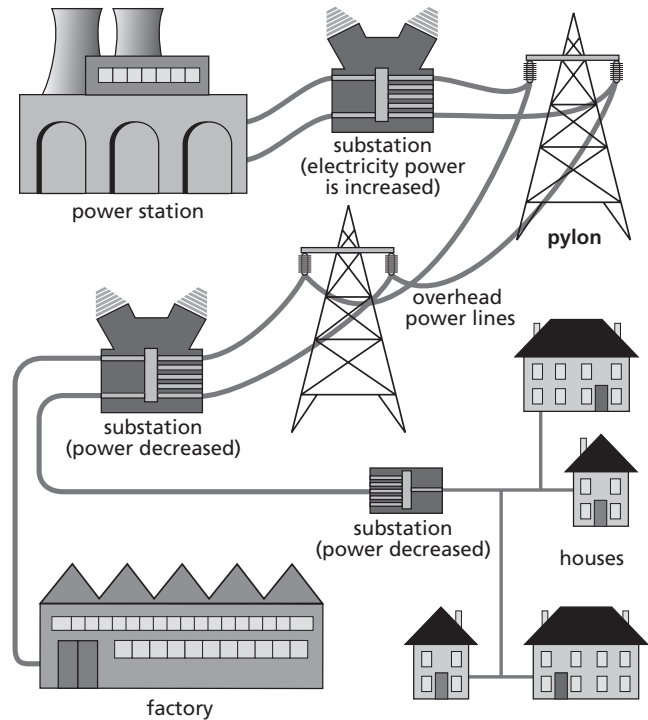 substation
(electricity power
is increased)
power station
pylon
overhead
power lines
substation
(power decreased)
substation
(power decreased)
houses
factory